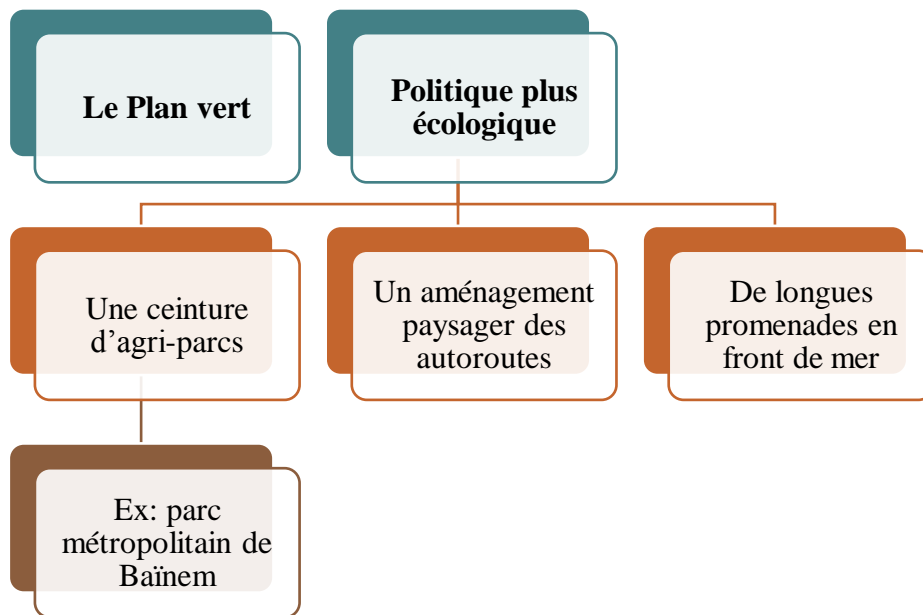 Le Plan vert
Politique plus
écologique
Une ceinture
d’agri-parcs
Un aménagement
paysager des
autoroutes
De longues
promenades en
front de mer
Ex: parc
métropolitain de
Baïnem